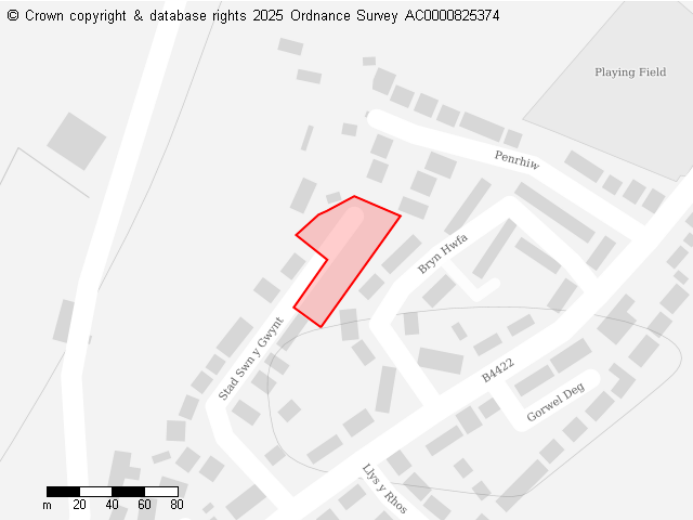 © Crown copyright & database rights 2025 Ordnance Survey AC0000825374
Playing Field
Penrhiw
Bryn Hwfa
Stad Swn y Gwynt
B4422
Gorwel Deg
Llys y Rhos
m 20 40 60 80